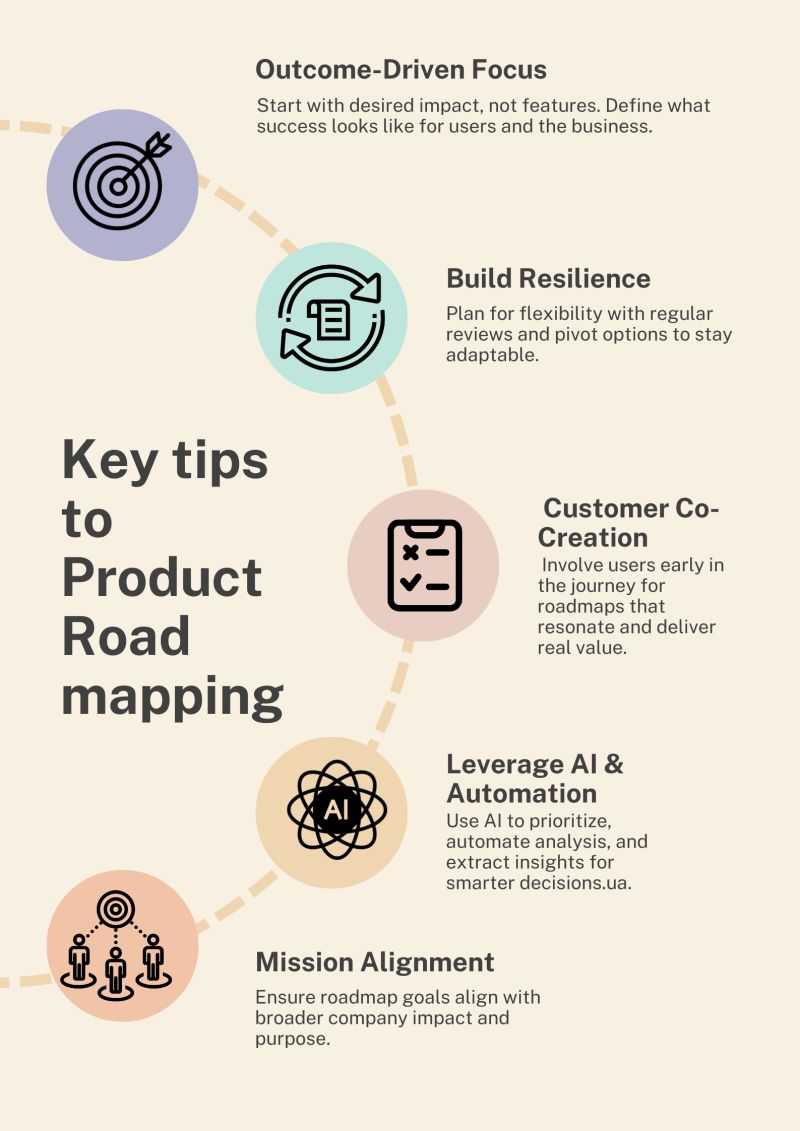 Outcome-Driven Focus
Start with desired impact, not features. Define what
success looks like for users and the business.
Build Resilience
Plan for flexibility with regular
reviews and pivot options to stay
adaptable.
Key tips
to
Product
Road
mapping
Customer Co-
Creation
Involve users early in
the journey for
roadmaps that
resonate and deliver
real value.
Leverage AI &
Automation
Use AI to prioritize,
automate analysis, and
extract insights for
smarter decisions.ua.
AI
Mission Alignment
Ensure roadmap goals align with
broader company impact and
purpose.